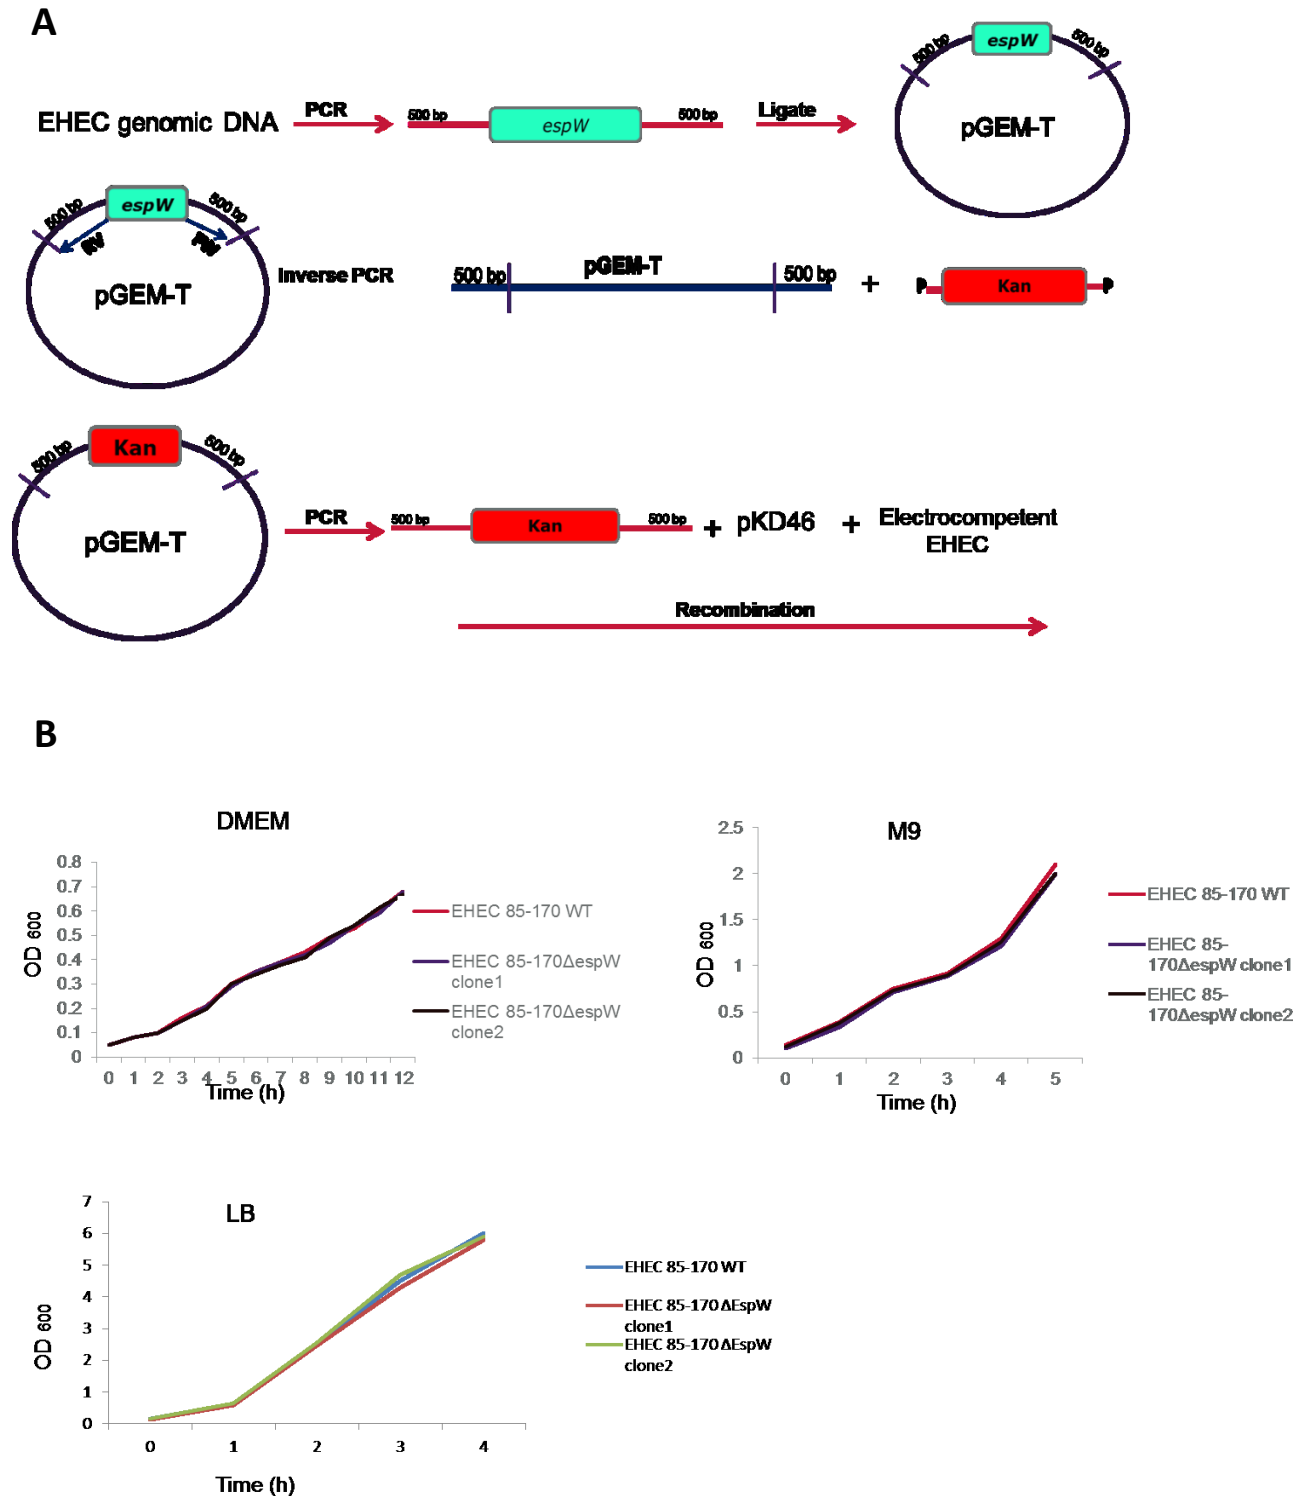 A
500 bp
espW
500 bp
pGEM-T
EHEC genomic DNA
PCR
500 bp
espW
500 bp
Ligate
500 bp
espW
500 bp
RV
FW
pGEM-T
Inverse PCR
500 bp
pGEM-T
500 bp
+
P
Kan
P
500 bp
Kan
500 bp
pGEM-T
PCR
500 bp
Kan
500 bp
+
pKD46
+
Electrocompetent
EHEC
Recombination
B
DMEM
0.8
0.7
0.6
0.5
0.4
0.3
0.2
0.1
0
OD 600
0 1 2 3 4 5 6 7 8 9 10 11 12
Time (h)
EHEC 85-170 WT
EHEC 85-170ΔespW
clone1
EHEC 85-170ΔespW
clone2
M9
2.5
2
1.5
1
0.5
0
OD 600
0 1 2 3 4 5
Time (h)
EHEC 85-170 WT
EHEC 85-
170ΔespW clone1
EHEC 85-
170ΔespW clone2
LB
7
6
5
4
3
2
1
0
OD 600
0 1 2 3 4
Time (h)
EHEC 85-170 WT
EHEC 85-170 ΔEspW
clone1
EHEC 85-170 ΔEspW
clone2